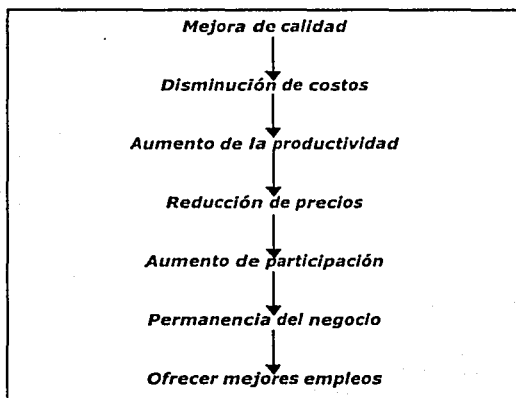 Mejora de calidad
Disminución de costos
Aumento de la productividad
Reducción de precios
Aumento de participación
Permanencia del negocio
Ofrecer mejores empleos